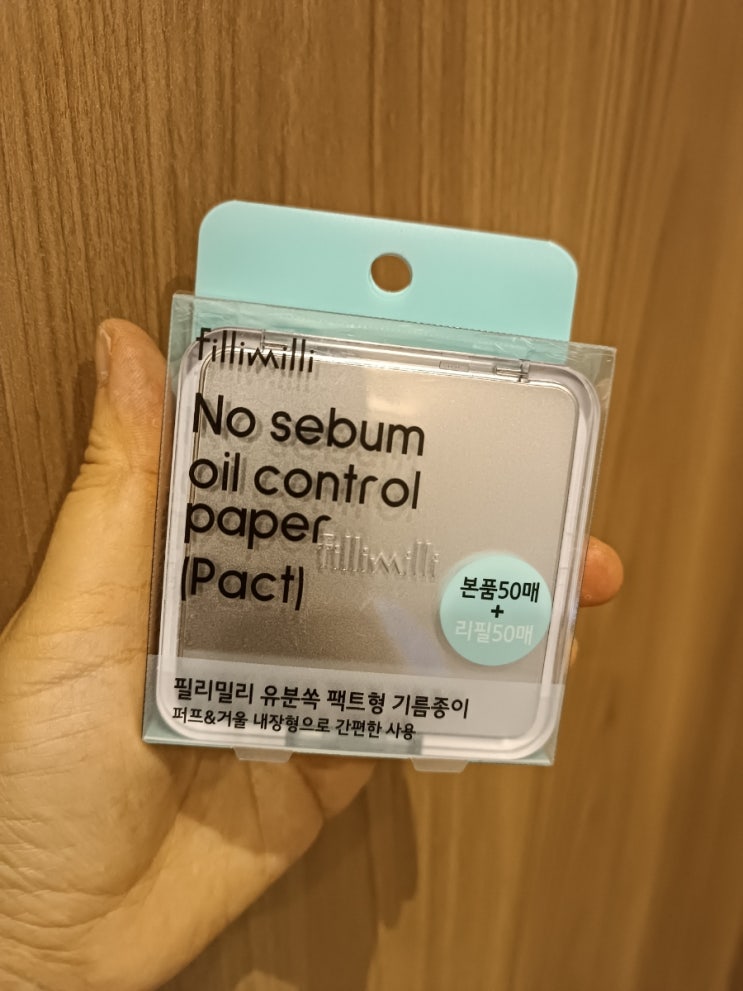 fillimilli
No sebum
oil control
paper
(Pact)
fillimilli
본품50매
+
리필50매
필리밀리 유분쏙 팩트형 기름종이
퍼프&거울 내장형으로 간편한 사용